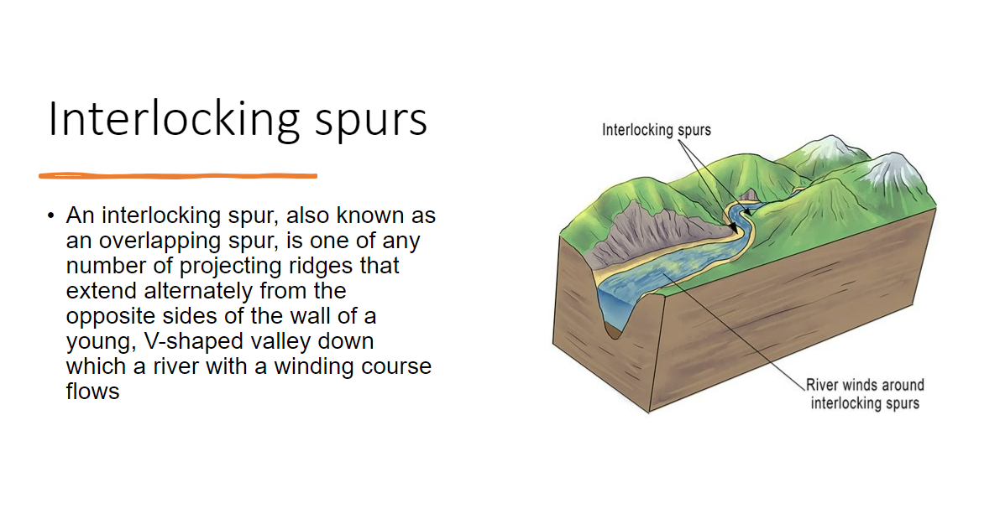 Interlocking spurs
• An interlocking spur, also known as
an overlapping spur, is one of any
number of projecting ridges that
extend alternately from the
opposite sides of the wall of a
young, V-shaped valley down
which a river with a winding course
flows
Interlocking spurs
River winds around
interlocking spurs